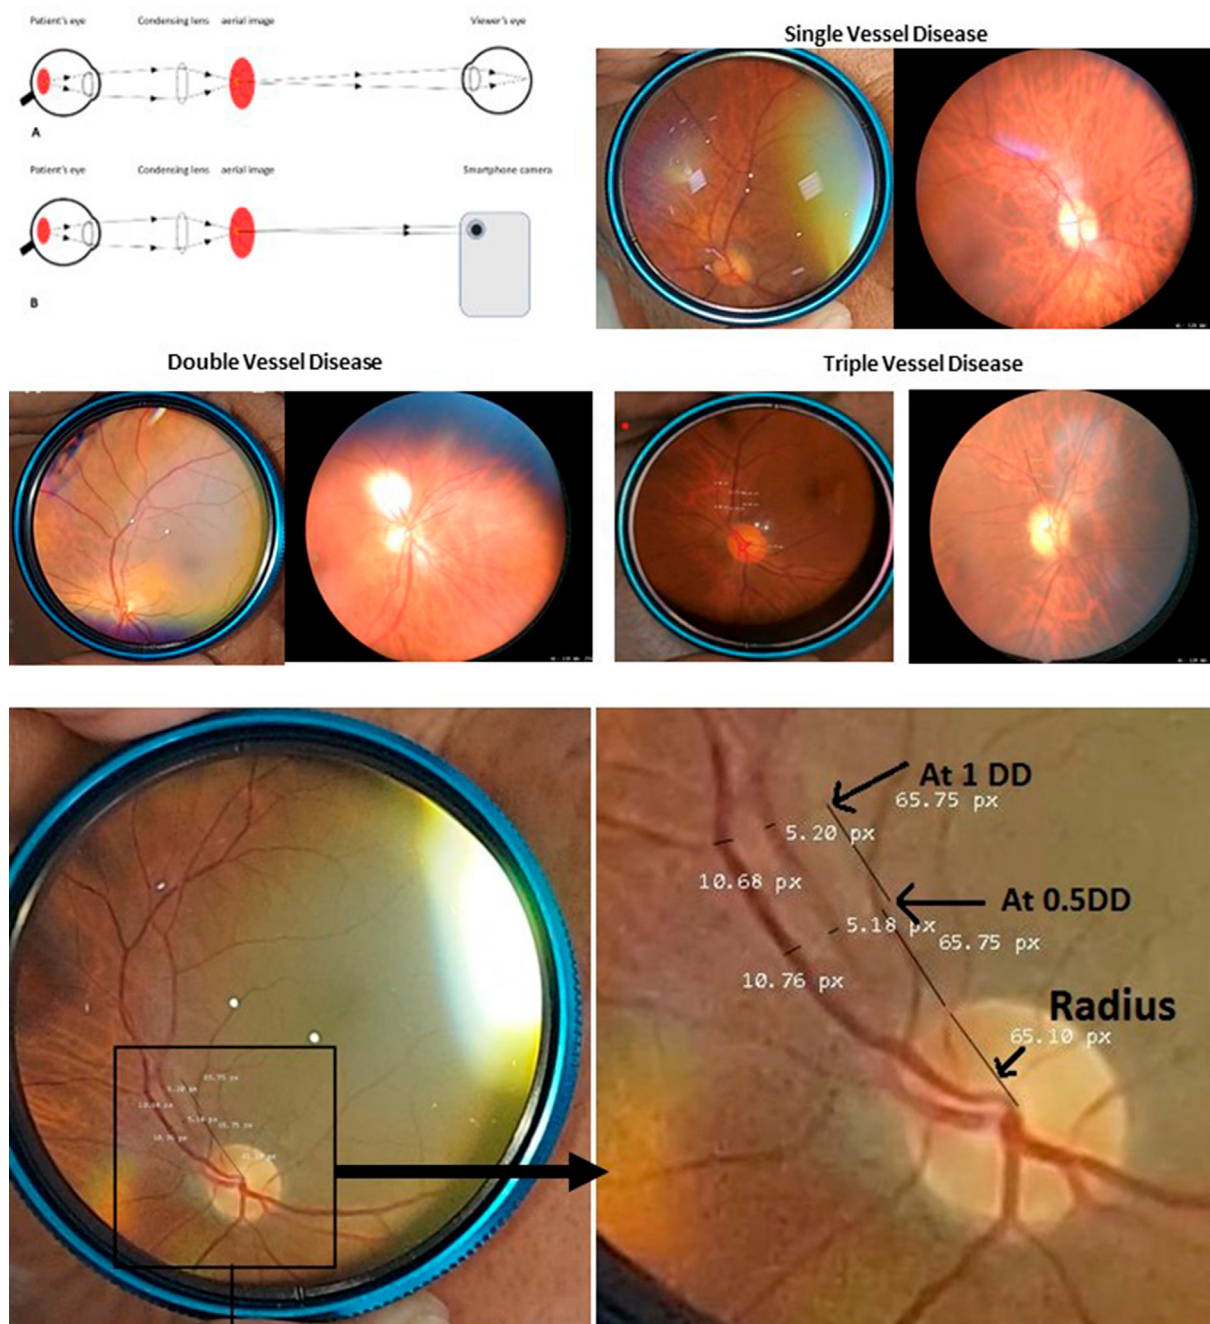 Patient's eye Condensing lens aerial image Viewer's eye
A
Patient's eye Condensing lens aerial image Smartphone camera
B
Single Vessel Disease
Double Vessel Disease
Triple Vessel Disease
At 1 DD
65.75 px
5.20 px
10.68 px
At 0.5DD
5.18 px
65.75 px
10.76 px
Radius
65.10 px